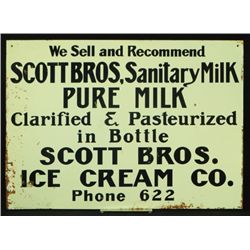 We Sell and Recommend
SCOTT BROS. Sanitary Milk
PURE MILK
Clarified & Pasteurized
in Bottle
SCOTT BROS.
ICE CREAM CO.
Phone 622